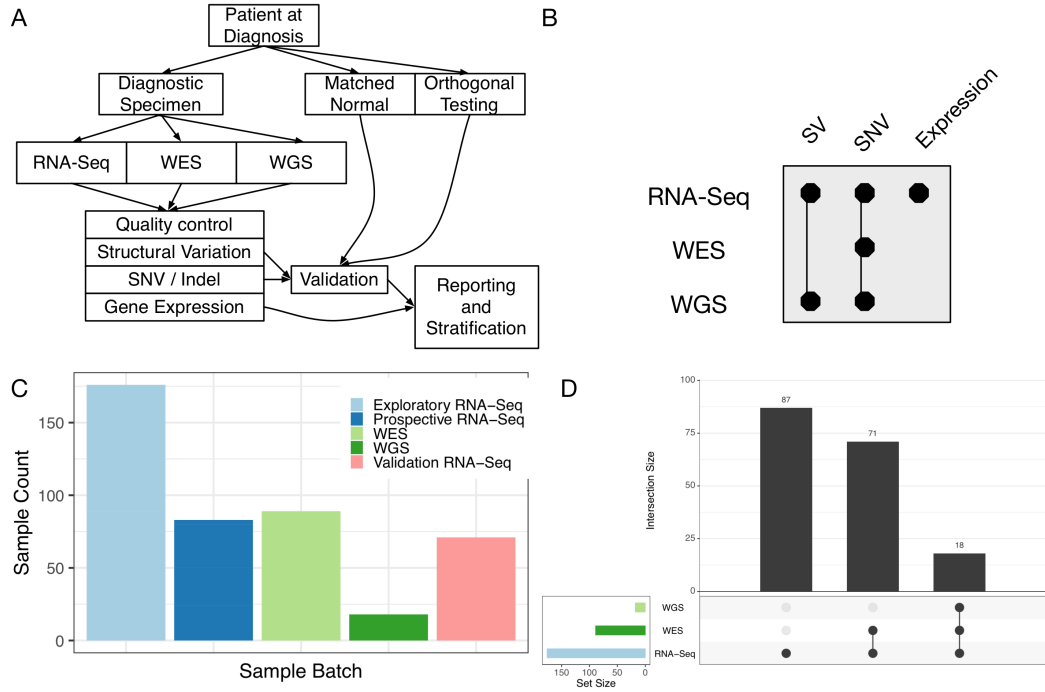 A
Patient at
Diagnosis
Diagnostic
Specimen
Matched
Normal
Orthogonal
Testing
RNA-Seq
WES
WGS
Quality control
Structural Variation
SNV / Indel
Gene Expression
Validation
Reporting
and
Stratification
B
SV
SNV
Expression
RNA-Seq
WES
WGS
C
Sample Count
150
100
50
0
Exploratory RNA−Seq
Prospective RNA−Seq
WES
WGS
Validation RNA−Seq
Sample Batch
D
Intersection Size
100
75
50
25
0
87
71
18
WGS
WES
RNA−Seq
150
100
50
0
Set Size